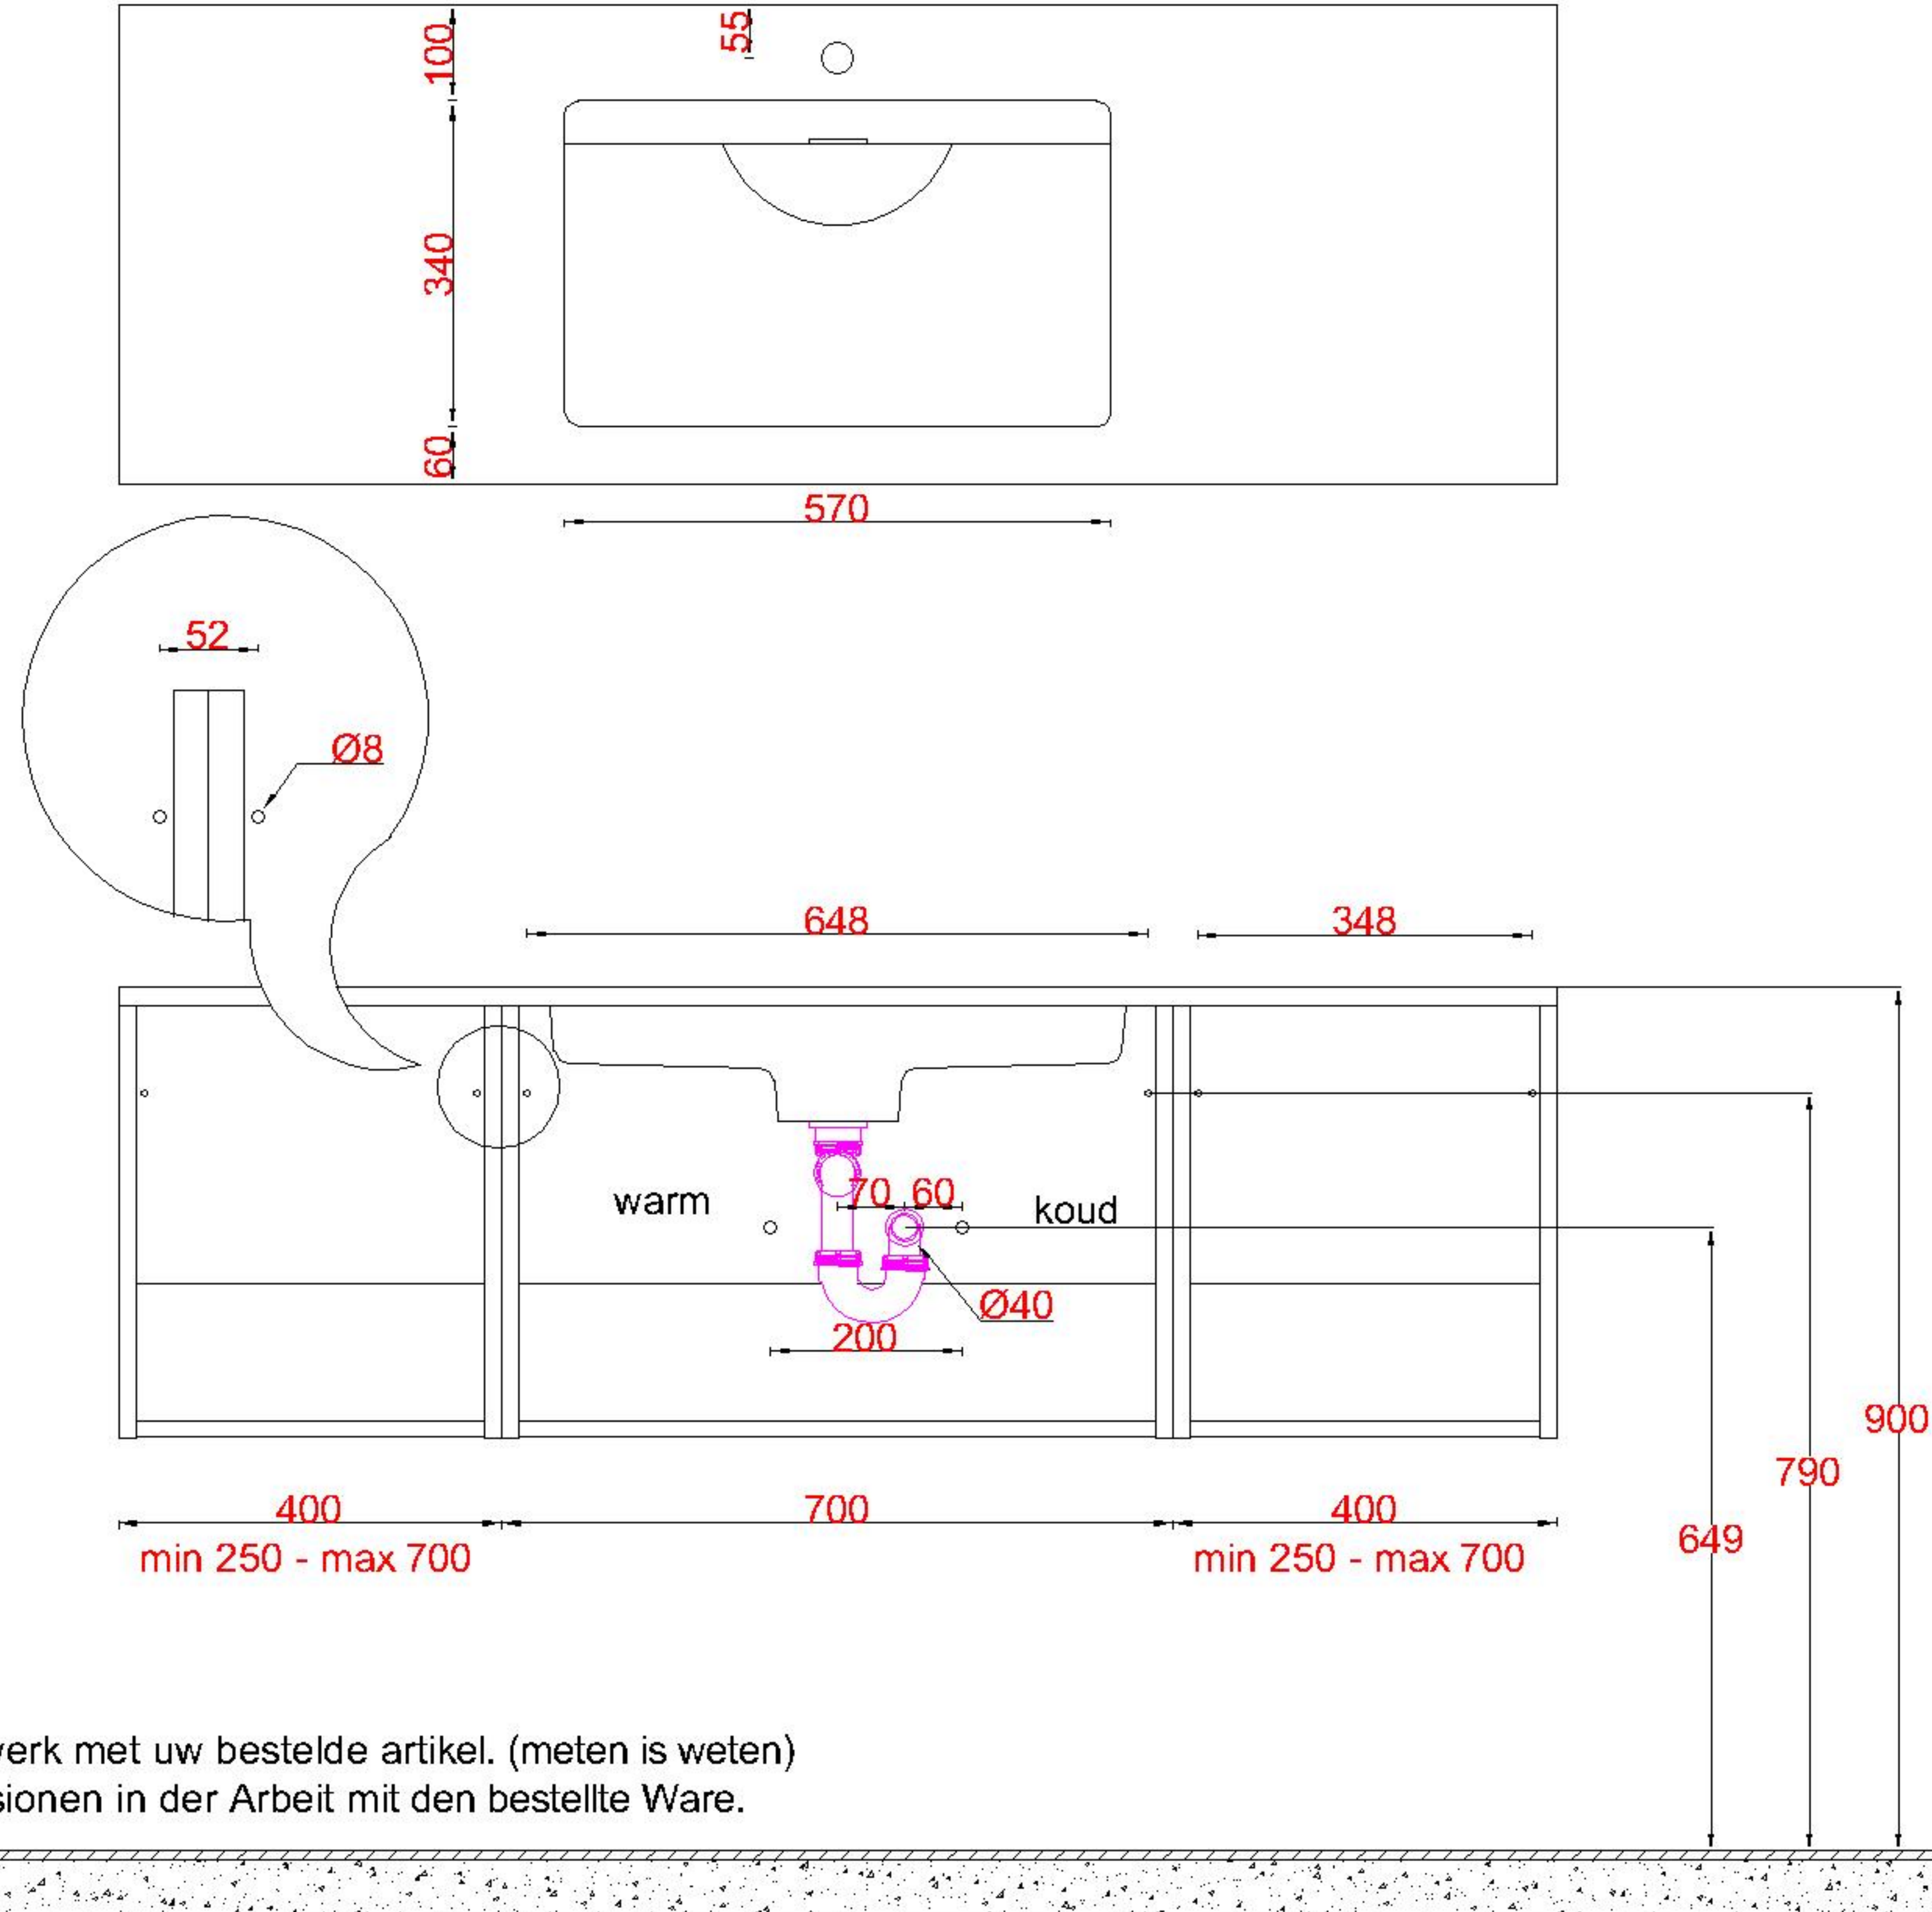 55
100
340
60
570
52
Ø8
648
348
70 60
warm
koud
Ø40
200
900
790
649
400
700
400
min 250 - max 700
min 250 - max 700
werk met uw bestelde artikel. (meten is weten)
sionen in der Arbeit mit den bestellte Ware.